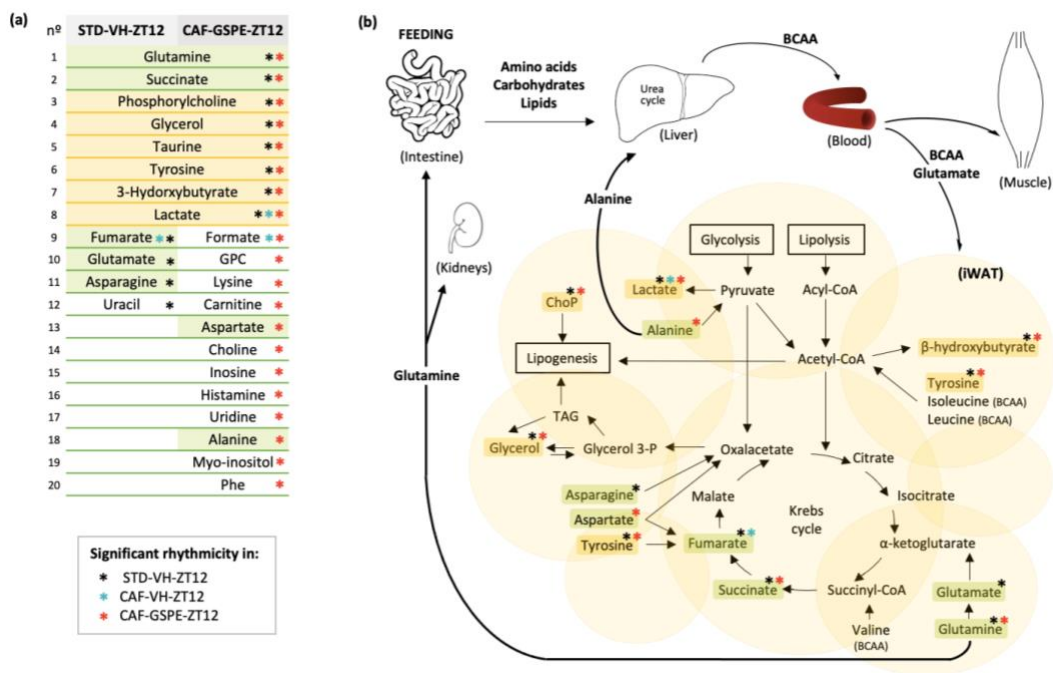 (a)
nº STD-VH-ZT12 CAF-GSPE-ZT12
1 Glutamine **
2 Succinate **
3 Phosphorylcholine **
4 Glycerol **
5 Taurine **
6 Tyrosine **
7 3-Hydorxybutyrate **
8 Lactate ***
9 Fumarate ** Formate **
10 Glutamate * GPC *
11 Asparagine * Lysine *
12 Uracil * Carnitine *
13 Aspartate *
14 Choline *
15 Inosine *
16 Histamine *
17 Uridine *
18 Alanine *
19 Myo-inositol *
20 Phe *
Significant rhythmicity in:
* STD-VH-ZT12
* CAF-VH-ZT12
* CAF-GSPE-ZT12
(b)
FEEDING
(Intestine)
Amino acids
Carbohydrates
Lipids
Urea
cycle
(Liver)
BCAA
(Blood)
BCAA
Glutamate
(Muscle)
(Kidneys)
Alanine
Glutamine
(iWAT)
Glycolysis
Lipolysis
Lactate ***
Pyruvate
Acyl-CoA
ChoP **
Alanine *
Lipogenesis
Acetyl-CoA
β-hydroxybutyrate **
Tyrosine **
Isoleucine (BCAA)
Leucine (BCAA)
TAG
Glycerol **
Glycerol 3-P
Oxalacetate
Citrate
Asparagine *
Malate
Isocitrate
Aspartate *
Krebs
cycle
Tyrosine **
Fumarate **
α-ketoglutarate
Succinate **
Succinyl-CoA
Glutamate *
Valine
(BCAA)
Glutamine **